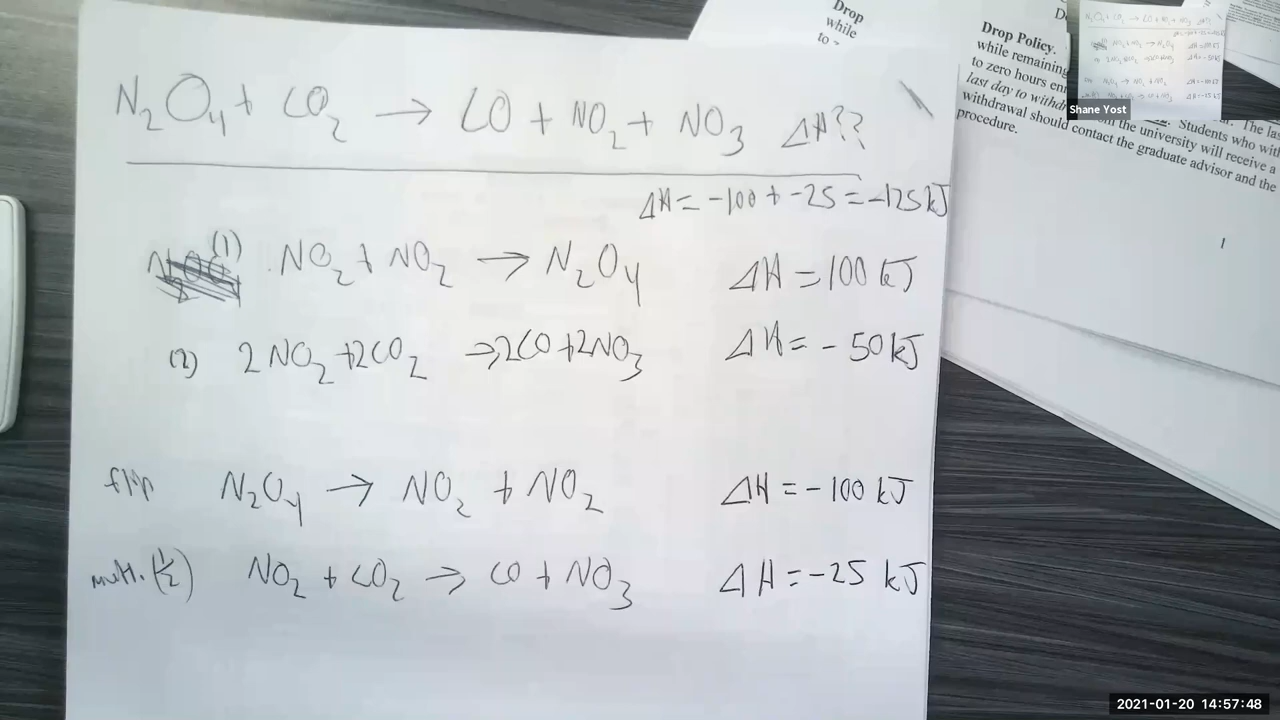 N₂O₄ + CO₂ → CO + NO₂ + NO₃ ΔH??
ΔH = -100 + -25 = -125 kJ
(1) NO₂ + NO₂ → N₂O₄ ΔH = 100 kJ
(2) 2NO₂ + 2CO₂ → 2CO + 2NO₃ ΔH = - 50 kJ
flip N₂O₄ → NO₂ + NO₂ ΔH = -100 kJ
mult. (1/2) NO₂ + CO₂ → CO + NO₃ ΔH = -25 kJ
Drop
while
to
Drop Policy.
while remaining
to zero hours
last day to
withdrawal should contact the graduate advisor and the
procedure.
the university will receive a
Students who
1
Shane Yost
2021-01-20 14:57:48